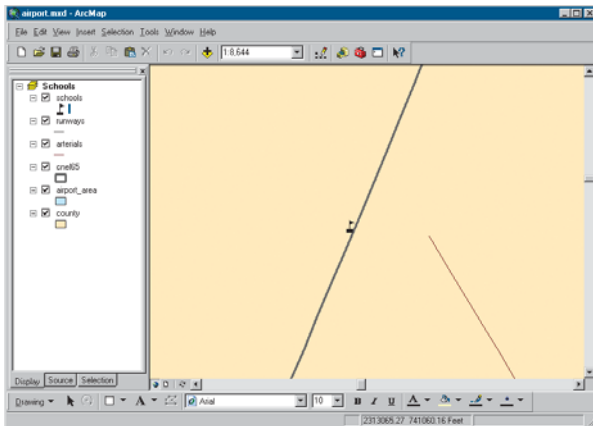 airport.mxd - ArcMap
File Edit View Insert Selection Tools Window Help
1:8,644
Schools
schools
runways
arterials
cnel65
airport_area
county
Display Source Selection
Drawing A Arial 10 B I U A
2313065.27 741060.16 Feet